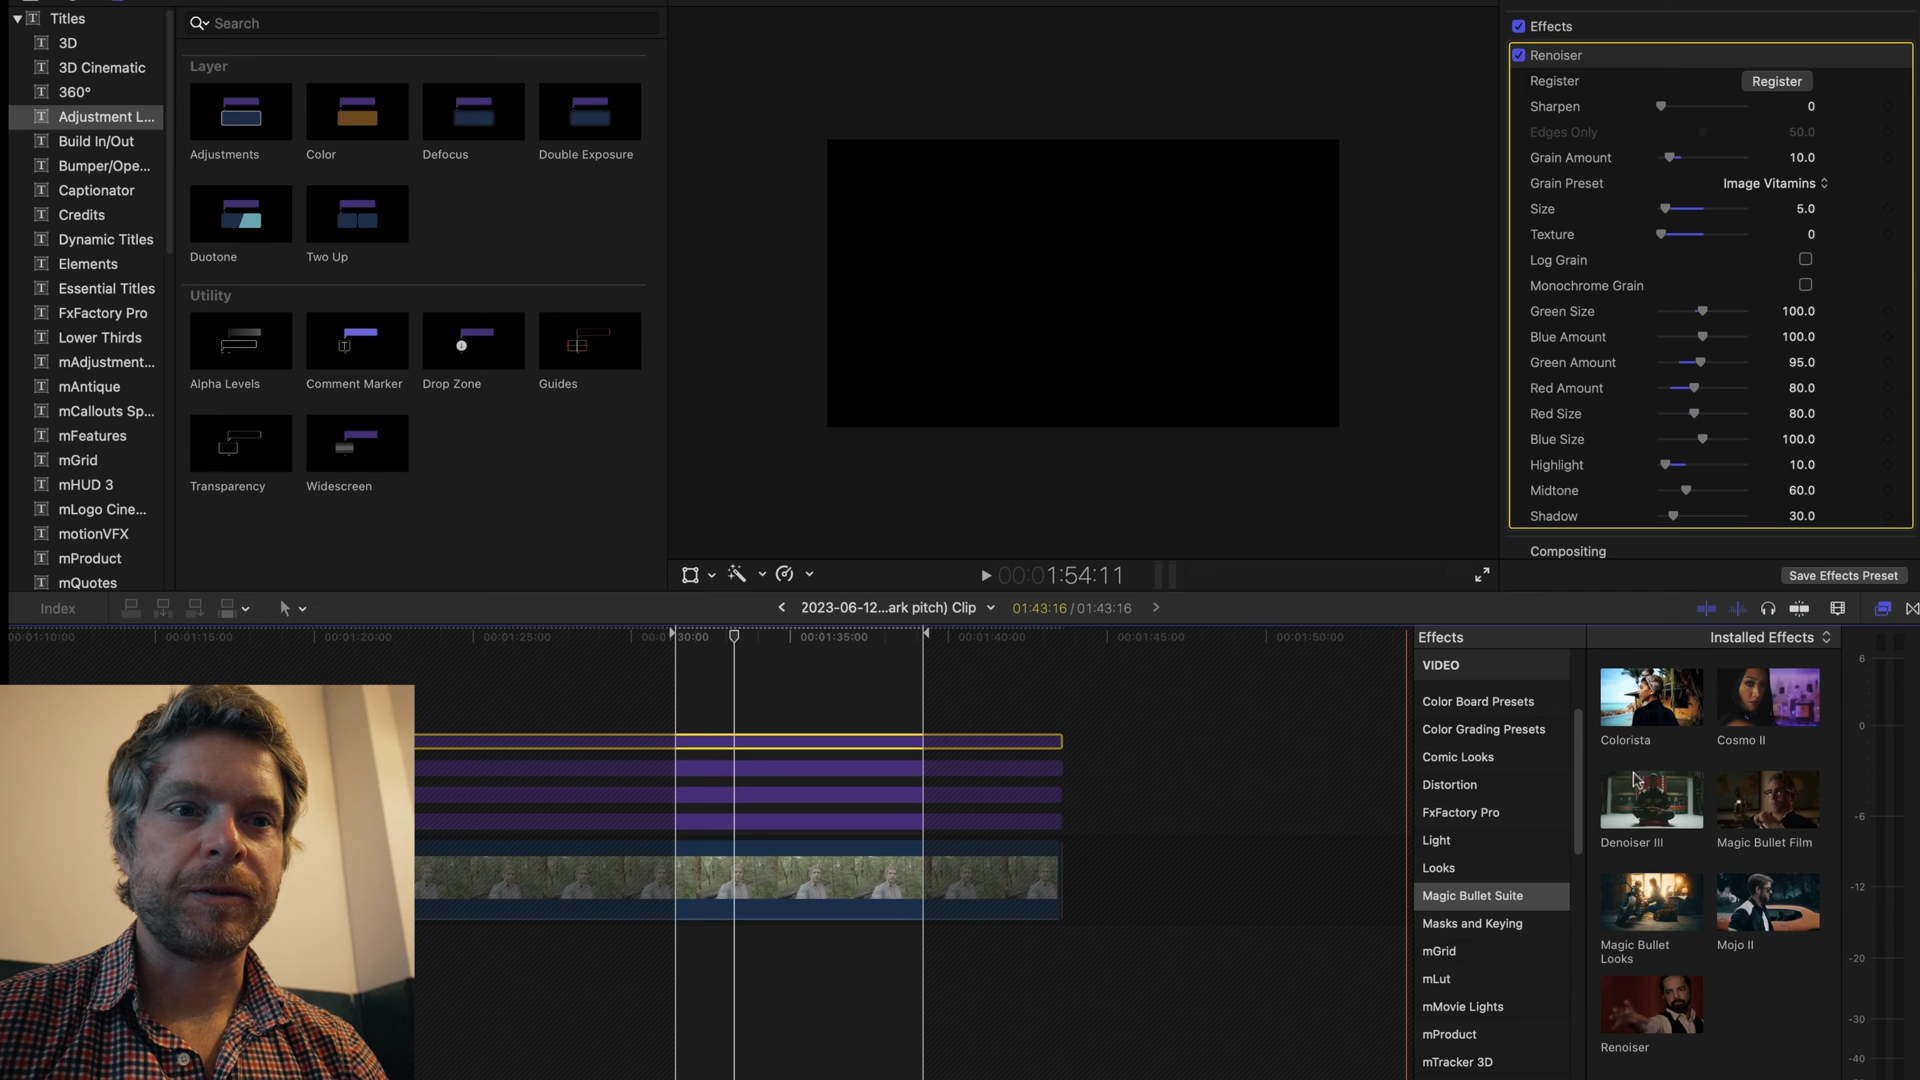 Titles
3D
3D Cinematic
360°
Adjustment L...
Build In/Out
Bumper/Ope...
Captionator
Credits
Dynamic Titles
Elements
Essential Titles
FxFactory Pro
Lower Thirds
mAdjustment...
mAntique
mCallouts Sp...
mFeatures
mGrid
mHUD 3
mLogo Cine...
motionVFX
mProduct
mQuotes
Search
Layer
Adjustments
Color
Defocus
Double Exposure
Duotone
Two Up
Utility
Alpha Levels
Comment Marker
Drop Zone
Guides
Transparency
Widescreen
00:01:54:11
Effects
Renoiser
Register Register
Sharpen 0
Edges Only 50.0
Grain Amount 10.0
Grain Preset Image Vitamins
Size 5.0
Texture 0
Log Grain
Monochrome Grain
Green Size 100.0
Blue Amount 100.0
Green Amount 95.0
Red Amount 80.0
Red Size 80.0
Blue Size 100.0
Highlight 10.0
Midtone 60.0
Shadow 30.0
Compositing
Save Effects Preset
Index
2023-06-12...ark pitch) Clip
01:43:16 / 01:43:16
00:01:10:00
00:01:15:00
00:01:20:00
00:01:25:00
30:00
00:01:35:00
00:01:40:00
00:01:45:00
00:01:50:00
Effects
Installed Effects
VIDEO
Color Board Presets
Color Grading Presets
Comic Looks
Distortion
FxFactory Pro
Light
Looks
Magic Bullet Suite
Masks and Keying
mGrid
mLut
mMovie Lights
mProduct
mTracker 3D
Colorista
Cosmo II
Denoiser III
Magic Bullet Film
Magic Bullet
Looks
Mojo II
Renoiser
6
0
-6
-12
-20
-30
-40